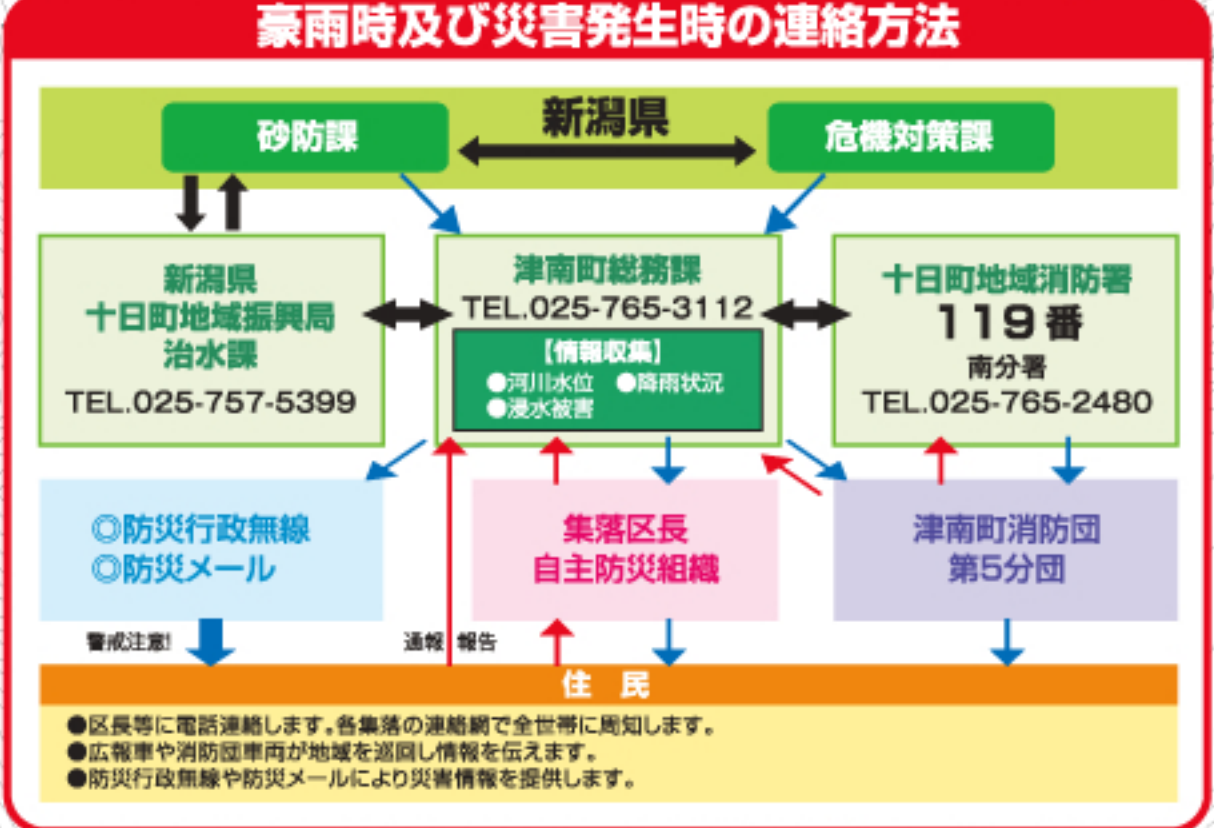 豪雨時及び災害発生時の連絡方法
新潟県
砂防課
危機対策課
新潟県
十日町地域振興局
治水課
TEL.025-757-5399
津南町総務課
TEL.025-765-3112
【情報収集】
●河川水位 ●降雨状況
●浸水被害
十日町地域消防署
119番
南分署
TEL.025-765-2480
◎防災行政無線
◎防災メール
集落区長
自主防災組織
津南町消防団
第5分団
警戒注意!
通報 報告
住 民
●区長等に電話連絡します。各集落の連絡網で全世帯に周知します。
●広報車や消防団車両が地域を巡回し情報を伝えます。
●防災行政無線や防災メールにより災害情報を提供します。